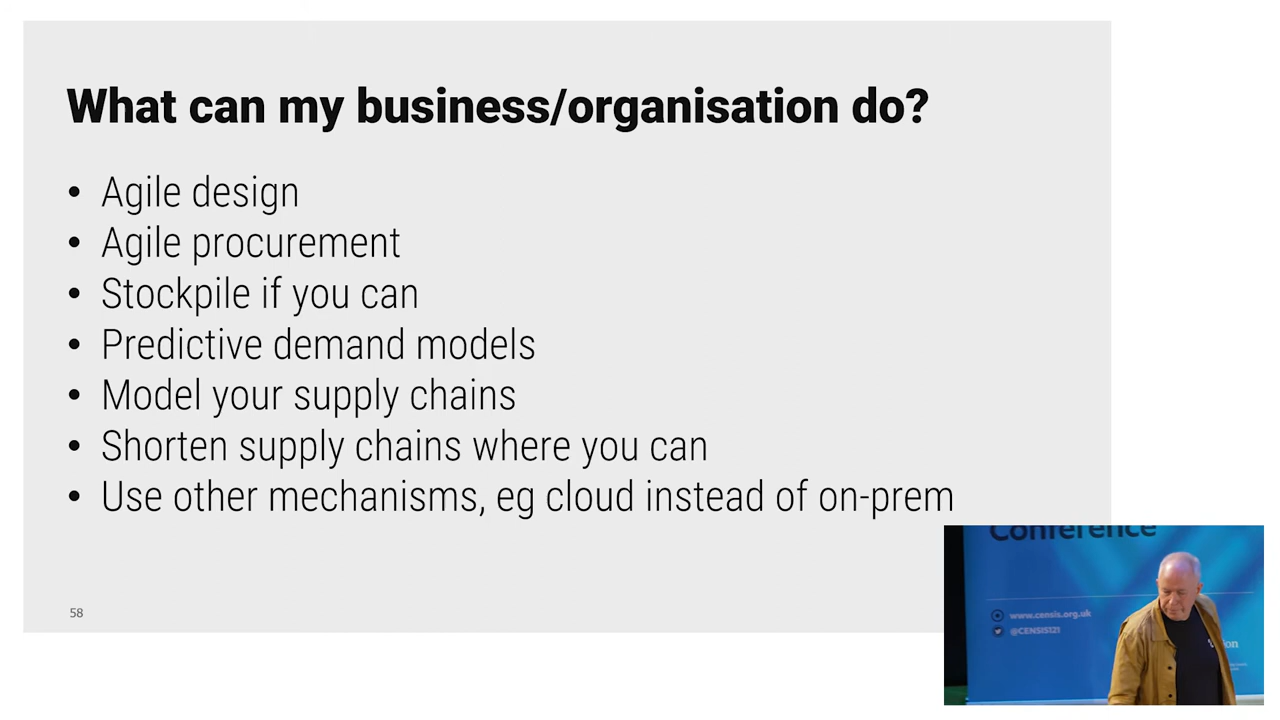 What can my business/organisation do?
• Agile design
• Agile procurement
• Stockpile if you can
• Predictive demand models
• Model your supply chains
• Shorten supply chains where you can
• Use other mechanisms, eg cloud instead of on-prem
58
Conference
www.censis.org.uk
@CENSIS121